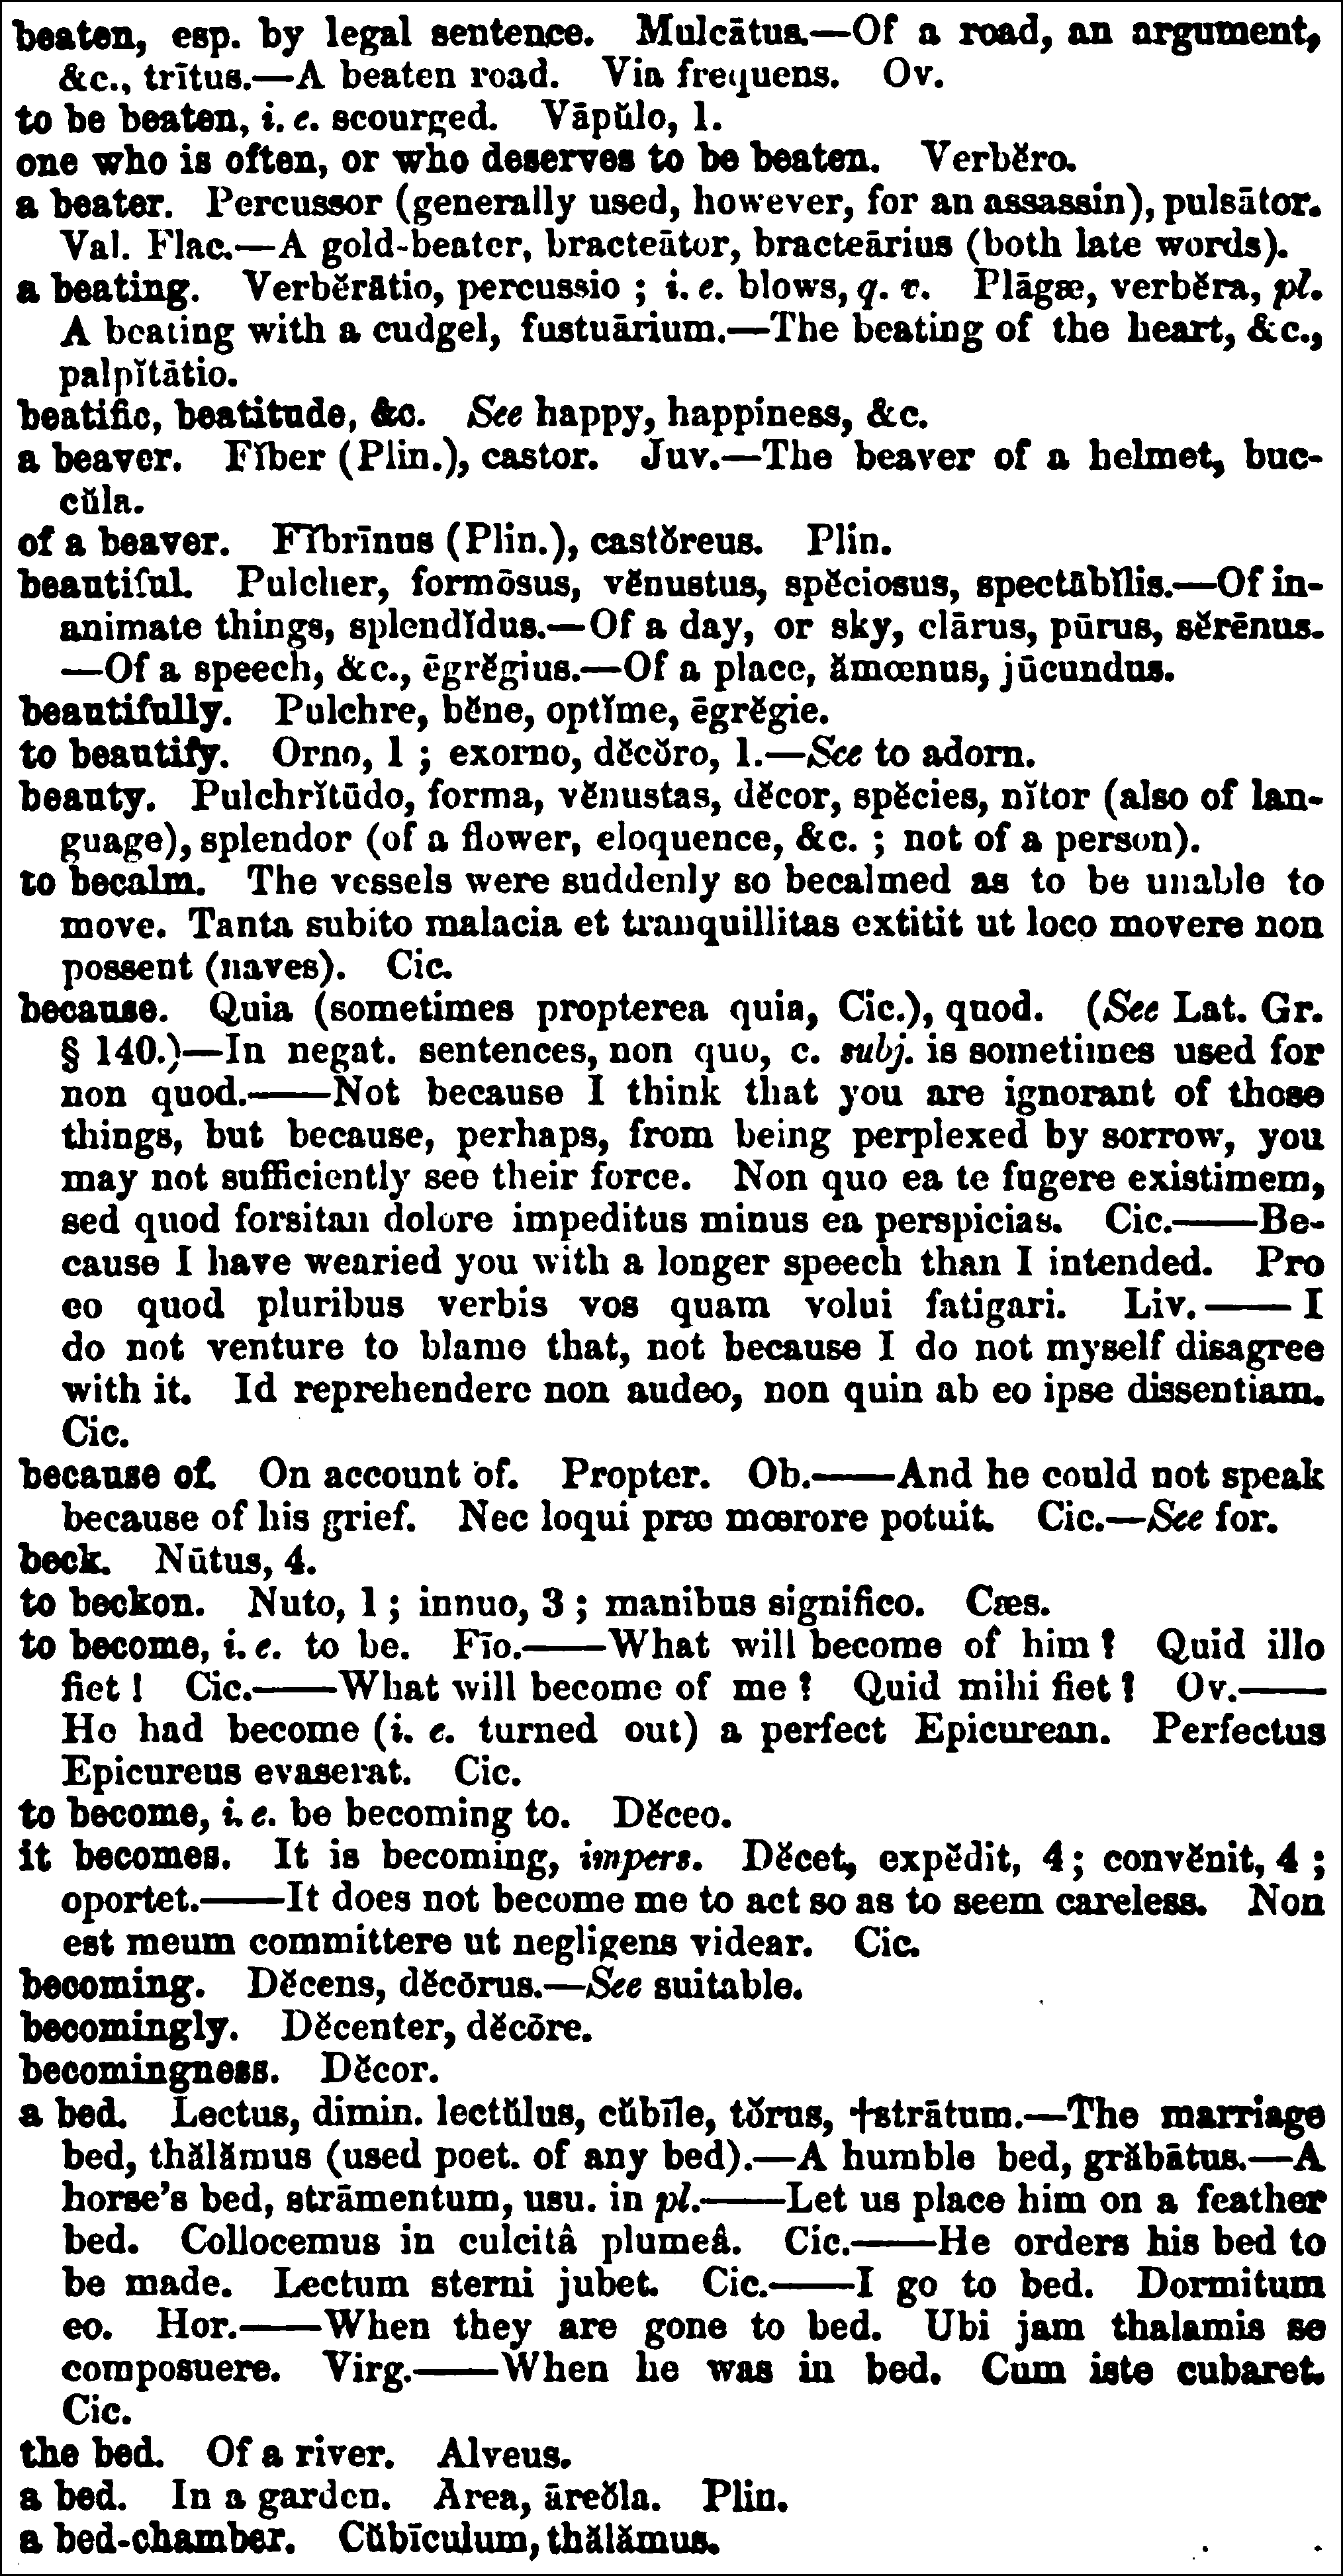 beaten, esp. by legal sentence. Mulcātus.—Of a road, an argument,
&c., trītus.—A beaten road. Via frequens. Ov.
to be beaten, i. e. scourged. Vāpŭlo, 1.
one who is often, or who deserves to be beaten. Verbĕro.
a beater. Percussor (generally used, however, for an assassin), pulsātor.
Val. Flac.—A gold-beater, bracteātor, bracteārius (both late words).
a beating. Verbĕrātio, percussio ; i. e. blows, q. v. Plāgæ, verbĕra, pl.
A beating with a cudgel, fustuārium.—The beating of the heart, &c.,
palpĭtātio.
beatific, beatitude, &c. See happy, happiness, &c.
a beaver. Fĭber (Plin.), castor. Juv.—The beaver of a helmet, buc-
cŭla.
of a beaver. Fĭbrīnus (Plin.), castŏreus. Plin.
beautiful. Pulcher, formōsus, vĕnustus, spĕciosus, spectābĭlis.—Of in-
animate things, splendĭdus.—Of a day, or sky, clārus, pūrus, sĕrēnus.
—Of a speech, &c., ēgrĕgius.—Of a place, ămœnus, jūcundus.
beautifully. Pulchre, bĕne, optĭme, ēgrĕgie.
to beautify. Orno, 1 ; exorno, dĕcŏro, 1.—See to adorn.
beauty. Pulchrĭtūdo, forma, vĕnustas, dĕcor, spĕcies, nĭtor (also of lan-
guage), splendor (of a flower, eloquence, &c. ; not of a person).
to becalm. The vessels were suddenly so becalmed as to be unable to
move. Tanta subito malacia et tranquillitas extitit ut loco movere non
possent (naves). Cic.
because. Quia (sometimes propterea quia, Cic.), quod. (See Lat. Gr.
§ 140.)—In negat. sentences, non quo, c. subj. is sometimes used for
non quod.——Not because I think that you are ignorant of those
things, but because, perhaps, from being perplexed by sorrow, you
may not sufficiently see their force. Non quo ea te fugere existimem,
sed quod forsitan dolore impeditus minus ea perspicias. Cic.——Be-
cause I have wearied you with a longer speech than I intended. Pro
eo quod pluribus verbis vos quam volui fatigari. Liv.——I
do not venture to blame that, not because I do not myself disagree
with it. Id reprehendere non audeo, non quin ab eo ipse dissentiam.
Cic.
because of. On account of. Propter. Ob.——And he could not speak
because of his grief. Nec loqui præ mœrore potuit. Cic.—See for.
beck. Nūtus, 4.
to beckon. Nuto, 1 ; innuo, 3 ; manibus significo. Cæs.
to become, i. e. to be. Fīo.——What will become of him ? Quid illo
fiet ! Cic.——What will become of me ? Quid mihi fiet ? Ov.——
He had become (i. e. turned out) a perfect Epicurean. Perfectus
Epicureus evaserat. Cic.
to become, i. e. be becoming to. Dĕceo.
it becomes. It is becoming, impers. Dĕcet, expĕdit, 4 ; convĕnit, 4 ;
oportet.——It does not become me to act so as to seem careless. Non
est meum committere ut negligens videar. Cic.
becoming. Dĕcens, dĕcōrus.—See suitable.
becomingly. Dĕcenter, dĕcōre.
becomingness. Dĕcor.
a bed. Lectus, dimin. lectŭlus, cŭbīle, tŏrus, †strātum.—The marriage
bed, thălămus (used poet. of any bed).—A humble bed, grăbātus.—A
horse's bed, strāmentum, usu. in pl.——Let us place him on a feather
bed. Collocemus in culcitâ plumeâ. Cic.——He orders his bed to
be made. Lectum sterni jubet. Cic.——I go to bed. Dormitum
eo. Hor.——When they are gone to bed. Ubi jam thalamis se
composuere. Virg.——When he was in bed. Cum iste cubaret.
Cic.
the bed. Of a river. Alveus.
a bed. In a garden. Area, āreŏla. Plin.
a bed-chamber. Cŭbīculum, thălămus.